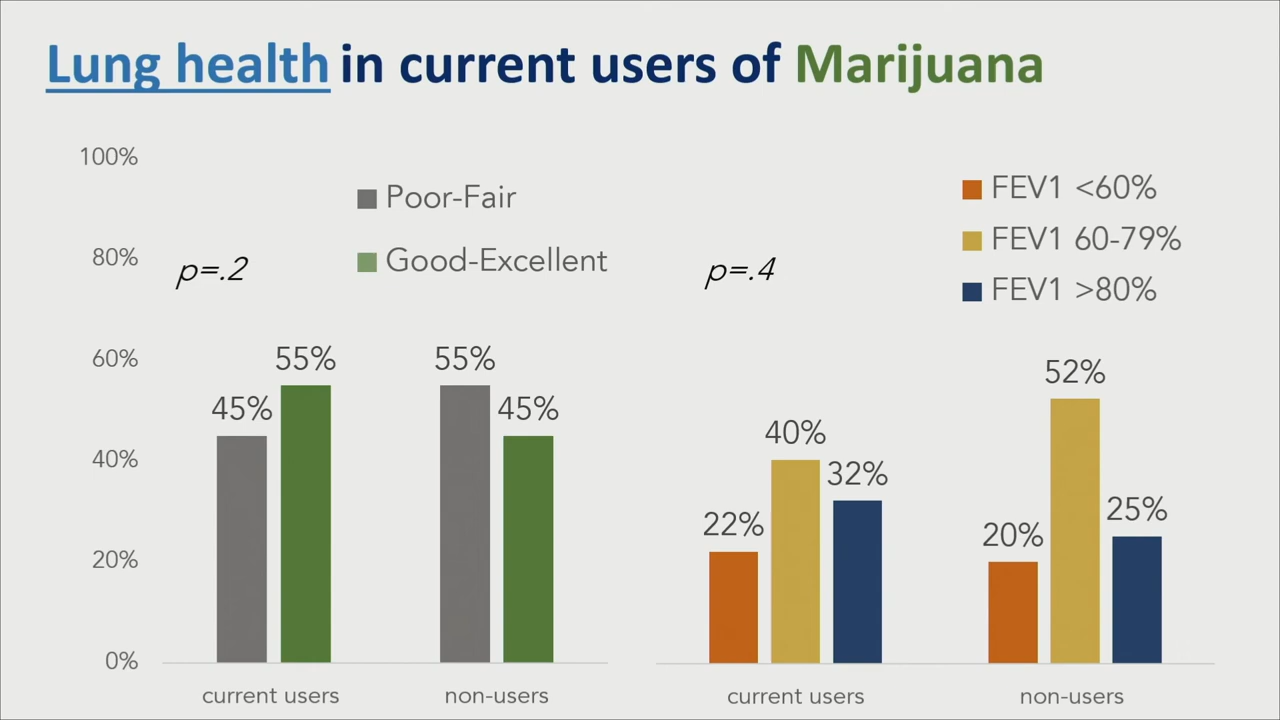 Lung health in current users of Marijuana
100%
80%
60%
40%
20%
0%
Poor-Fair
Good-Excellent
p=.2
45%
55%
55%
45%
current users
non-users
FEV1 <60%
FEV1 60-79%
FEV1 >80%
p=.4
22%
40%
32%
20%
52%
25%
current users
non-users